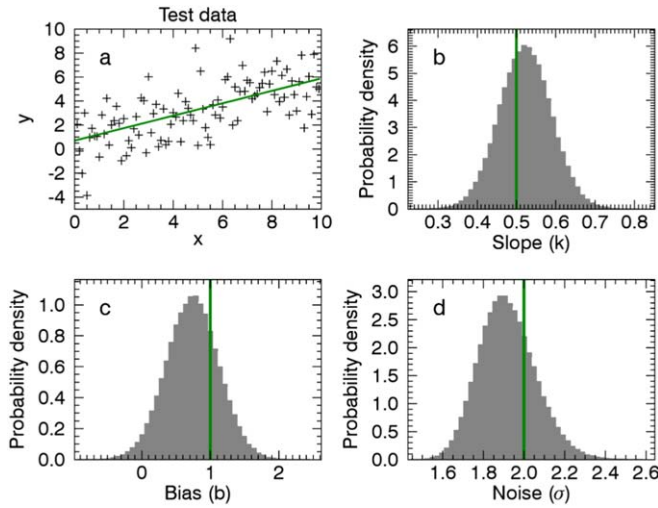 Test data
a
10
8
6
4
2
0
-2
-4
y
0 2 4 6 8 10
x
b
6
5
4
3
2
1
0
Probability density
0.3 0.4 0.5 0.6 0.7 0.8
Slope (k)
c
1.0
0.8
0.6
0.4
0.2
0.0
Probability density
0 1 2
Bias (b)
d
3.0
2.5
2.0
1.5
1.0
0.5
0.0
Probability density
1.6 1.8 2.0 2.2 2.4 2.6
Noise (σ)